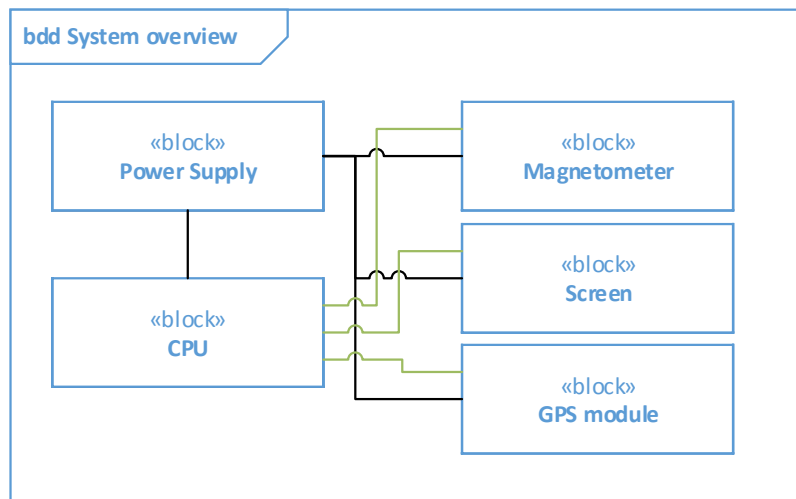 bdd System overview
«block»
Power Supply
«block»
Magnetometer
«block»
Screen
«block»
CPU
«block»
GPS module